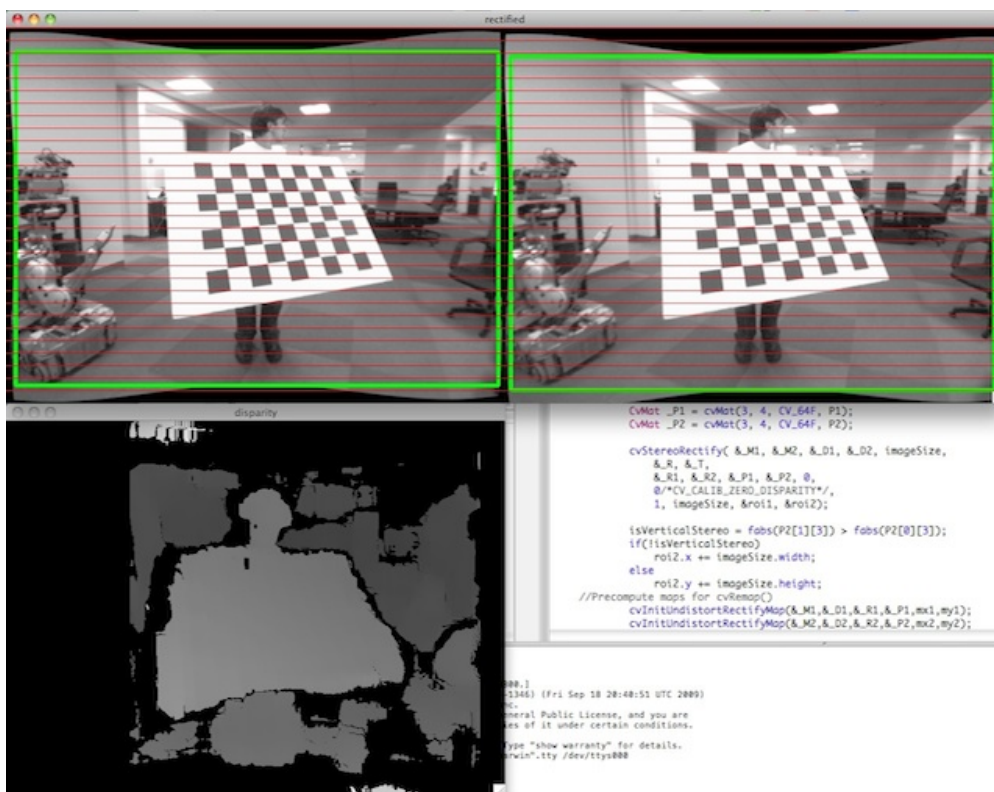 rectified
disparity
CvMat _P1 = cvMat(3, 4, CV_64F, P1);
CvMat _P2 = cvMat(3, 4, CV_64F, P2);
cvStereoRectify( &_M1, &_M2, &_D1, &_D2, imageSize,
&_R, &_T,
&_R1, &_R2, &_P1, &_P2, 0,
0/*CV_CALIB_ZERO_DISPARITY*/,
1, imageSize, &roi1, &roi2);
isVerticalStereo = fabs(P2[1][3]) > fabs(P2[0][3]);
if(!isVerticalStereo)
roi2.x += imageSize.width;
else
roi2.y += imageSize.height;
//Precompute maps for cvRemap()
cvInitUndistortRectifyMap(&_M1,&_D1,&_R1,&_P1,mx1,my1);
cvInitUndistortRectifyMap(&_M2,&_D2,&_R2,&_P2,mx2,my2);
-1346) (Fri Sep 18 20:40:51 UTC 2009)
nc.
eneral Public License, and you are
ies of it under certain conditions.
Type "show warranty" for details.
arwin".tty /dev/ttys000